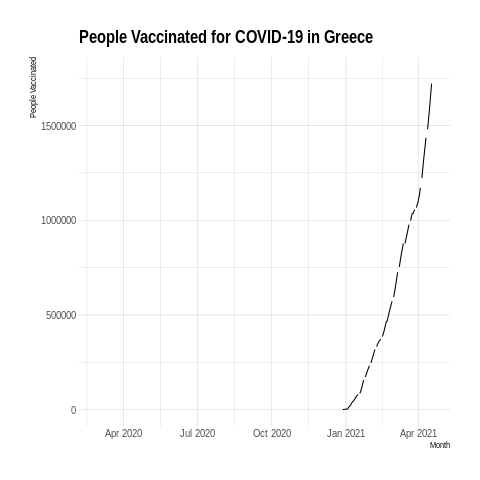 People Vaccinated for COVID-19 in Greece
People Vaccinated
1500000
1000000
500000
0
Apr 2020 Jul 2020 Oct 2020 Jan 2021 Apr 2021
Month